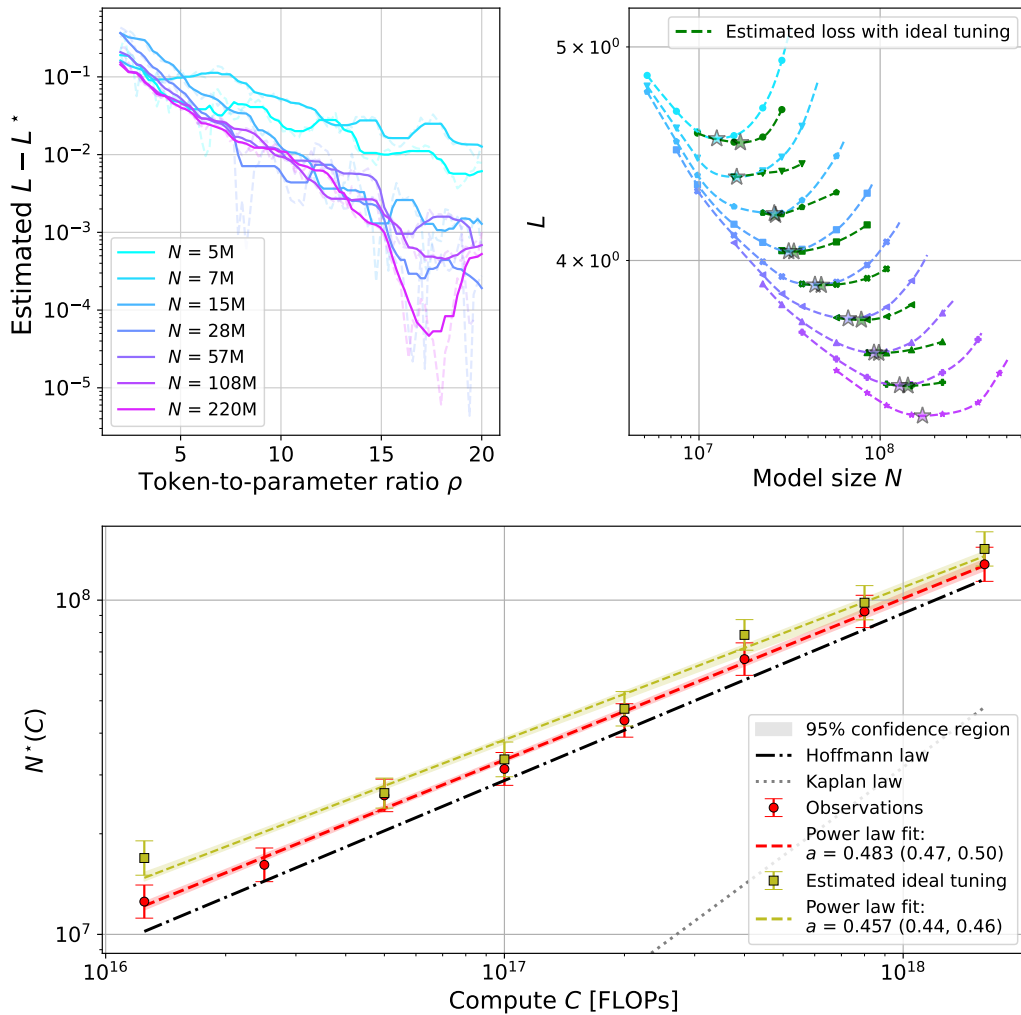 Estimated L − L⋆
10⁻¹
10⁻²
10⁻³
10⁻⁴
10⁻⁵
N = 5M
N = 7M
N = 15M
N = 28M
N = 57M
N = 108M
N = 220M
5
10
15
20
Token-to-parameter ratio ρ
L
5 × 10⁰
4 × 10⁰
Estimated loss with ideal tuning
10⁷
10⁸
Model size N
N⋆(C)
10⁸
10⁷
95% confidence region
Hoffmann law
Kaplan law
Observations
Power law fit:
a = 0.483 (0.47, 0.50)
Estimated ideal tuning
Power law fit:
a = 0.457 (0.44, 0.46)
10¹⁶
10¹⁷
10¹⁸
Compute C [FLOPs]